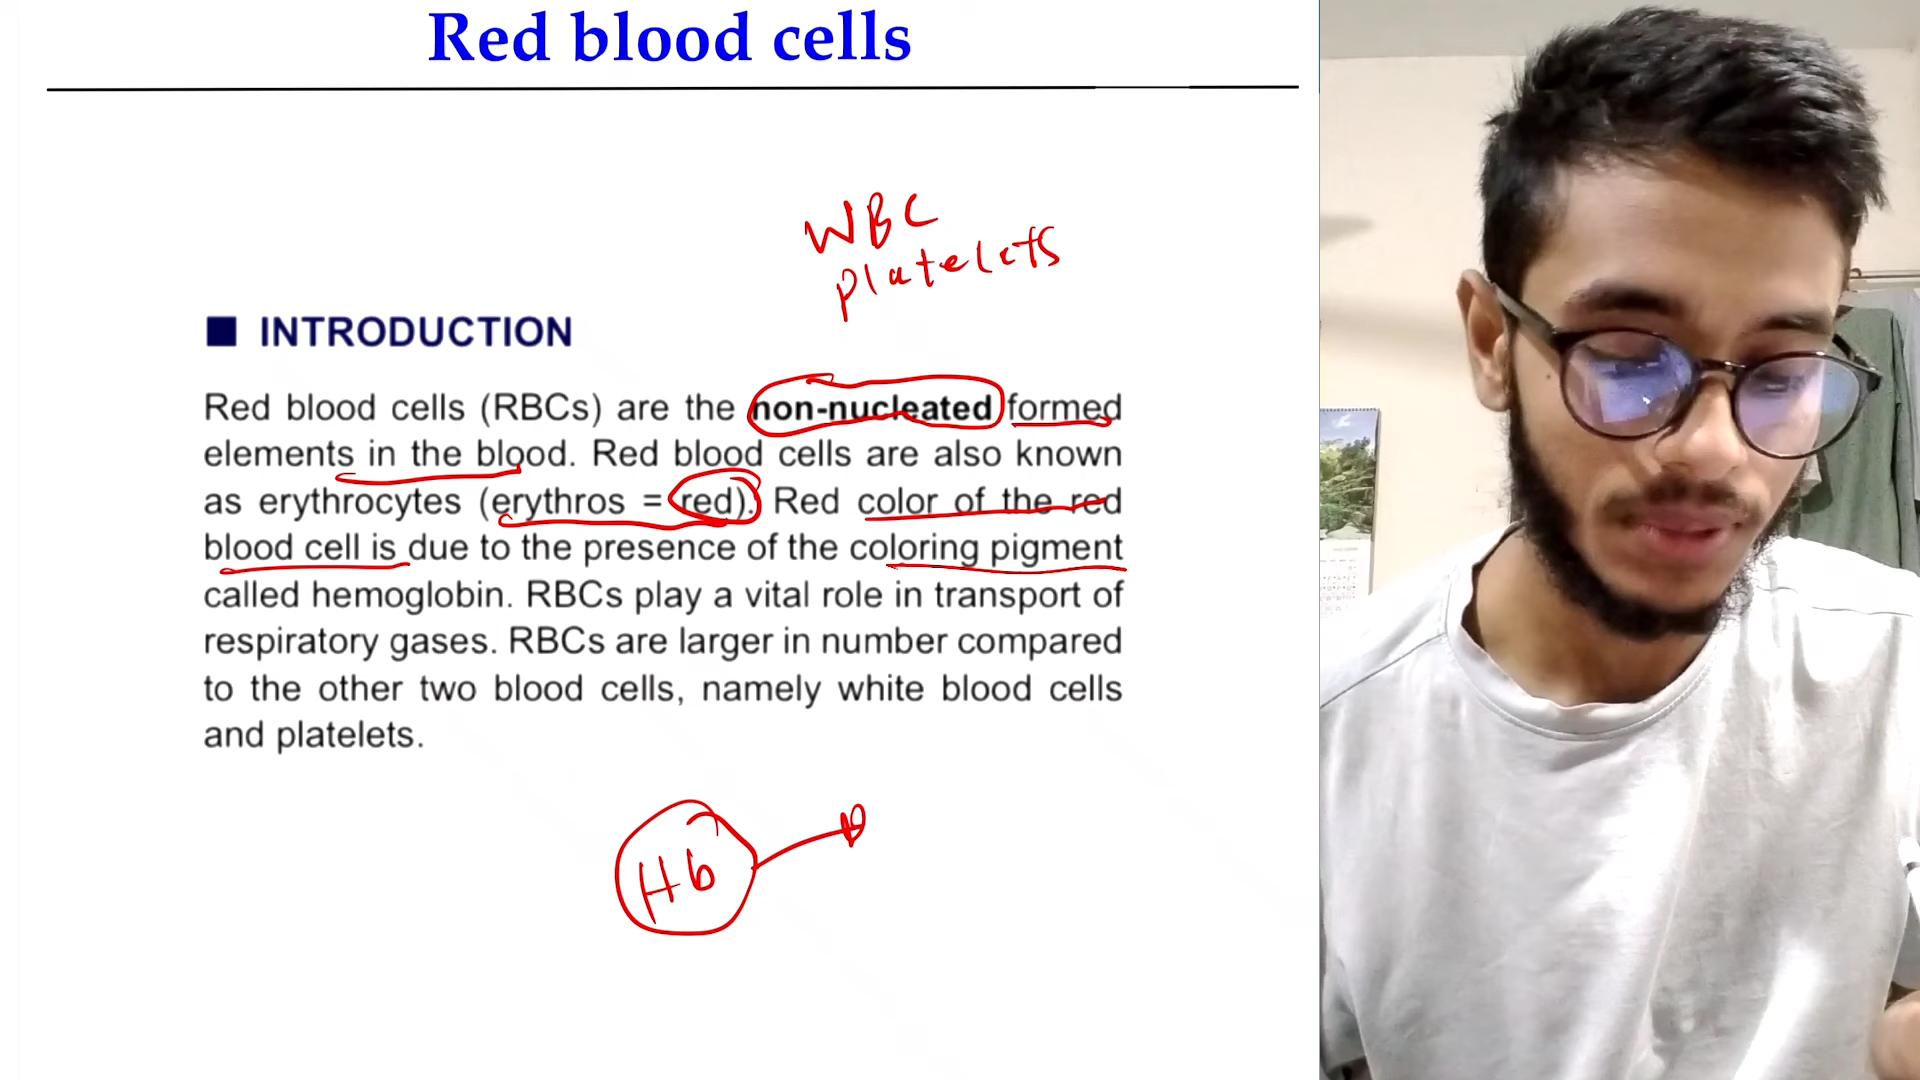 Red blood cells
WBC
platelets
■ INTRODUCTION
Red blood cells (RBCs) are the non-nucleated formed
elements in the blood. Red blood cells are also known
as erythrocytes (erythros = red). Red color of the red
blood cell is due to the presence of the coloring pigment
called hemoglobin. RBCs play a vital role in transport of
respiratory gases. RBCs are larger in number compared
to the other two blood cells, namely white blood cells
and platelets.
Hb